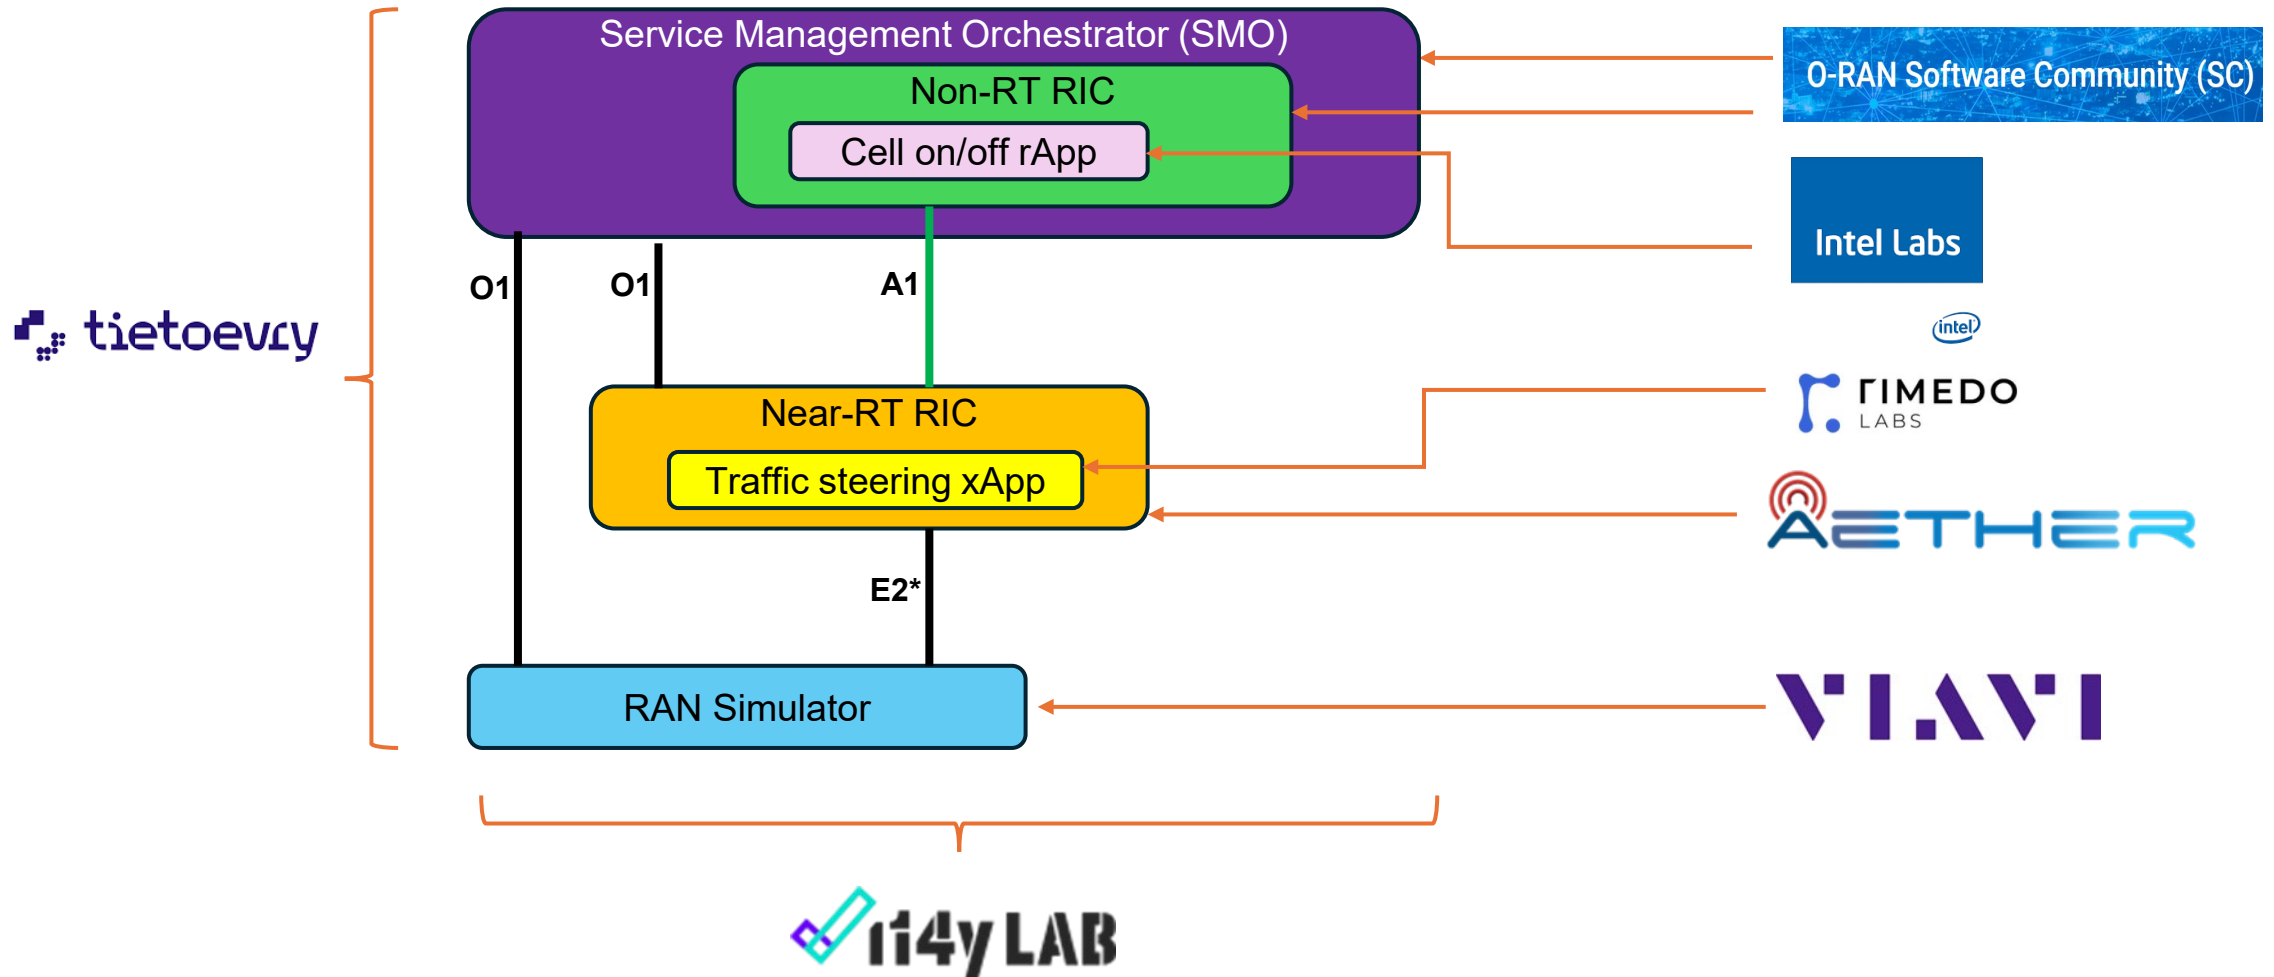 Service Management Orchestrator (SMO)
Non-RT RIC
Cell on/off rApp
O-RAN Software Community (SC)
Intel Labs
intel
O1
O1
A1
tietoevry
Near-RT RIC
Traffic steering xApp
rIMEDO
LABS
AETHER
E2*
RAN Simulator
VIAVI
i14y LAB